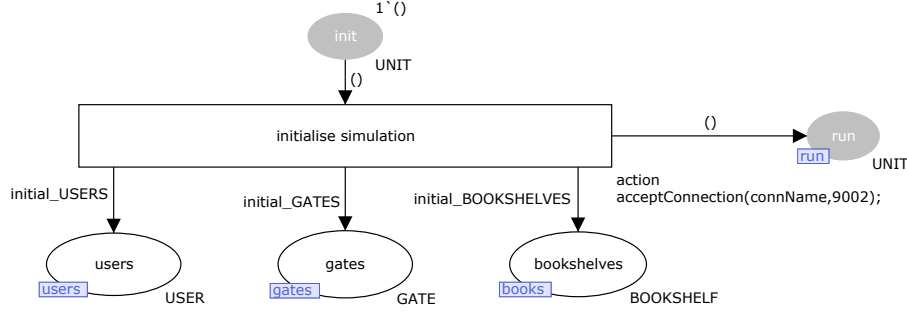 1`()
init
UNIT
()
initialise simulation
()
run
run
UNIT
action
acceptConnection(connName,9002);
initial_USERS
initial_GATES
initial_BOOKSHELVES
users
users
USER
gates
gates
GATE
bookshelves
books
BOOKSHELF